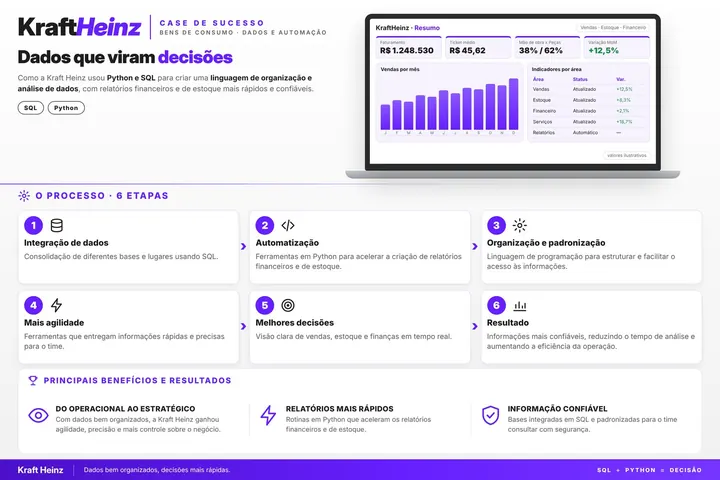 KraftHeinz
CASE DE SUCESSO
BENS DE CONSUMO · DADOS E AUTOMAÇÃO
Dados que viram decisões
Como a Kraft Heinz usou Python e SQL para criar uma linguagem de organização e
análise de dados, com relatórios financeiros e de estoque mais rápidos e confiáveis.
SQL
Python
KraftHeinz · Resumo
Vendas · Estoque · Financeiro
Faturamento
R$ 1.248.530
Ticket médio
R$ 45,62
Mão de obra x Peças
38% / 62%
Variação MoM
+12,5%
Vendas por mês
J F M A M J J A S O N D
Indicadores por área
Área Status Var.
Vendas Atualizado +12,5%
Estoque Atualizado +8,3%
Financeiro Atualizado +2,1%
Serviços Atualizado +18,7%
Relatórios Automático —
valores ilustrativos
O PROCESSO · 6 ETAPAS
1
Integração de dados
Consolidação de diferentes bases e lugares usando SQL.
2
Automatização
Ferramentas em Python para acelerar a criação de relatórios
financeiros e de estoque.
3
Organização e padronização
Linguagem de programação para estruturar e facilitar o
acesso às informações.
4
Mais agilidade
Ferramentas que entregam informações rápidas e precisas
para o time.
5
Melhores decisões
Visão clara de vendas, estoque e finanças em tempo real.
6
Resultado
Informações mais confiáveis, reduzindo o tempo de análise e
aumentando a eficiência da operação.
PRINCIPAIS BENEFÍCIOS E RESULTADOS
DO OPERACIONAL AO ESTRATÉGICO
Com dados bem organizados, a Kraft Heinz ganhou
agilidade, precisão e mais controle sobre o negócio.
RELATÓRIOS MAIS RÁPIDOS
Rotinas em Python que aceleram os relatórios
financeiros e de estoque.
INFORMAÇÃO CONFIÁVEL
Bases integradas em SQL e padronizadas para o time
consultar com segurança.
Kraft Heinz
Dados bem organizados, decisões mais rápidas.
SQL + PYTHON = DECISÃO